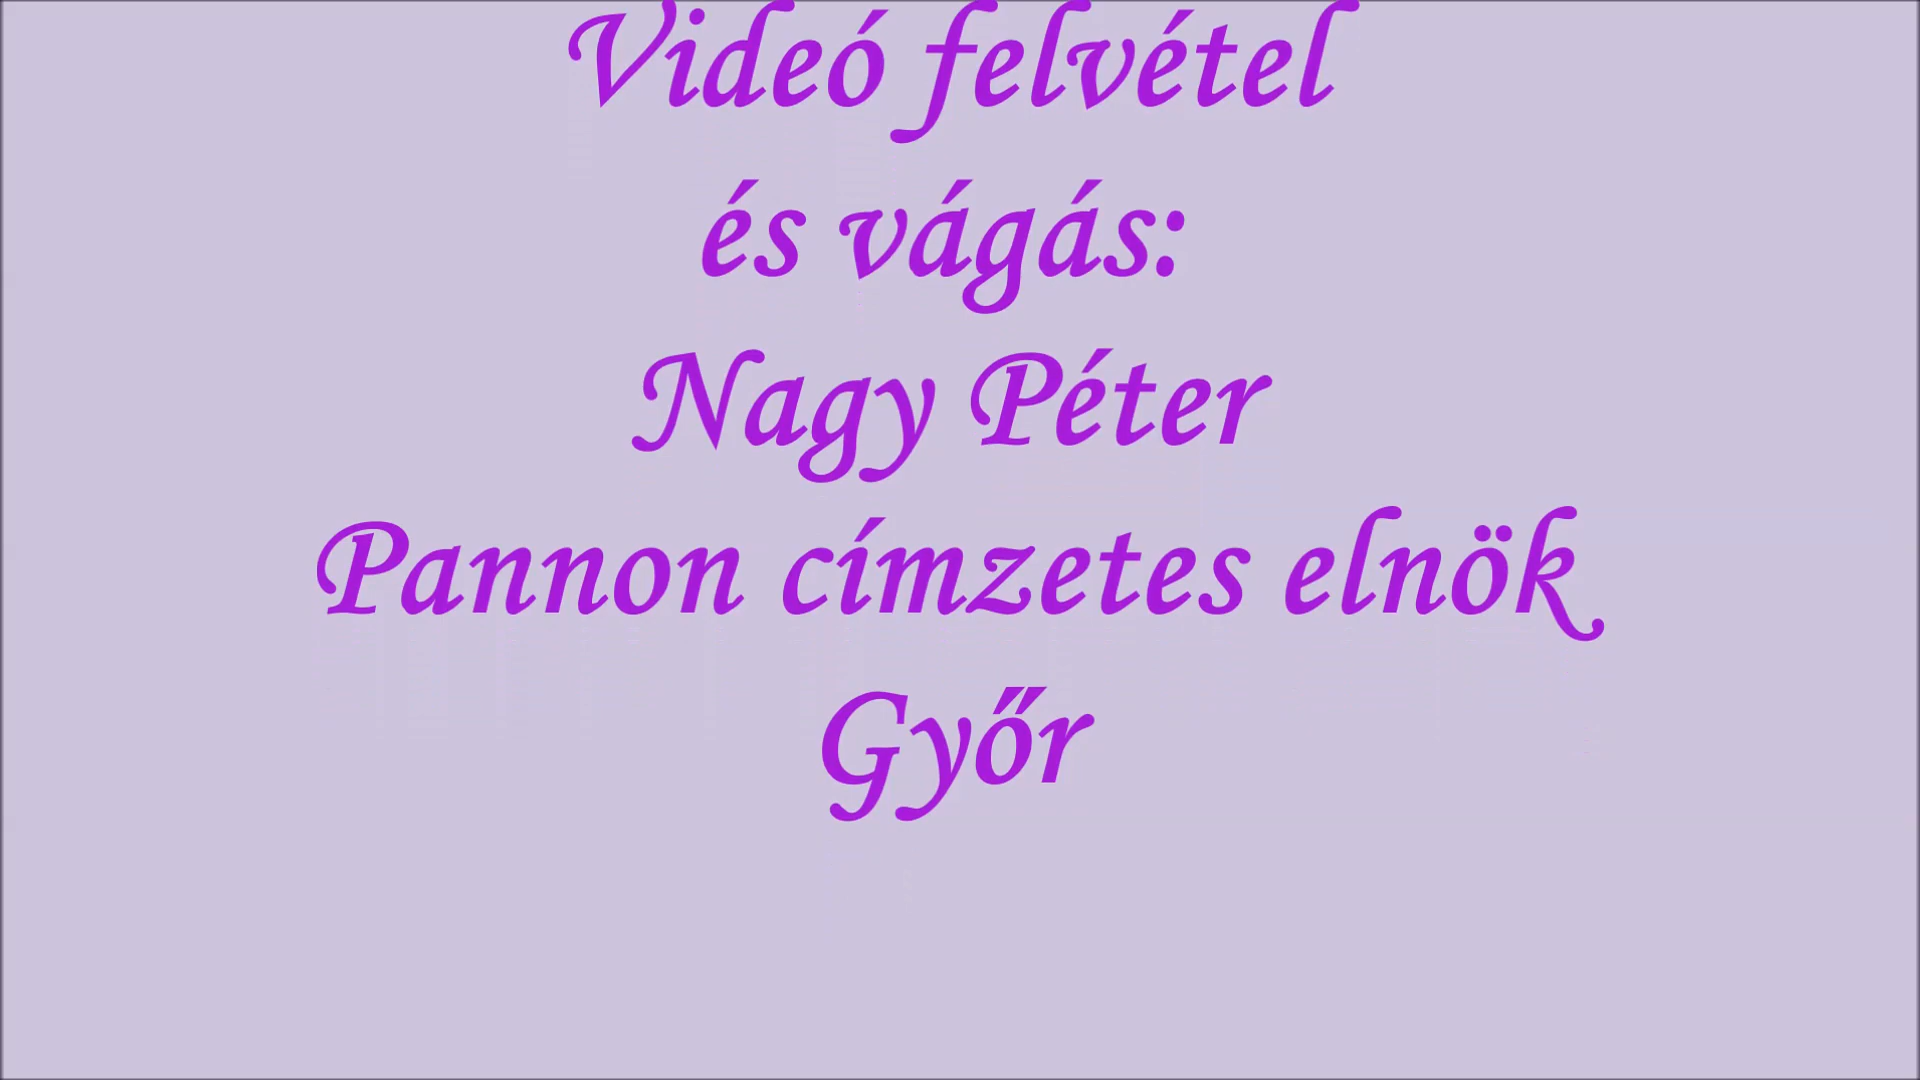 Videó felvétel
és vágás:
Nagy Péter
Pannon címzetes elnök
Győr